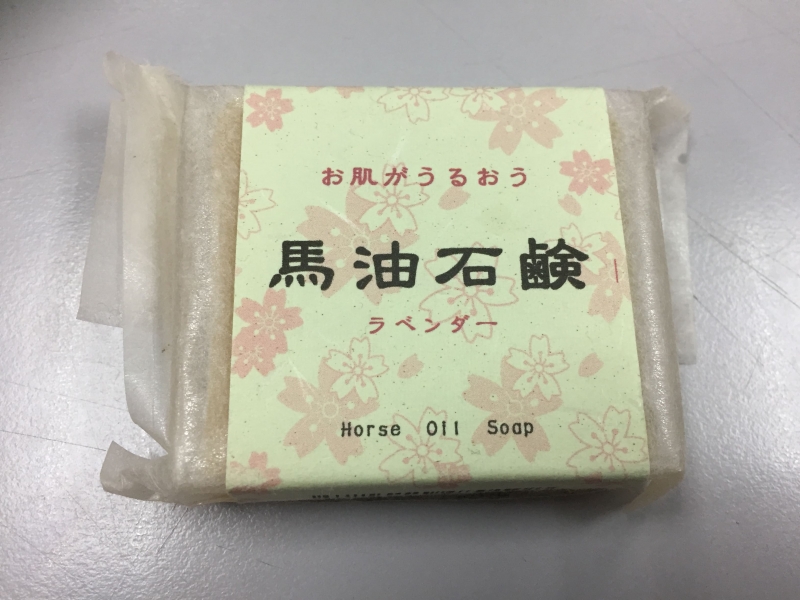 お肌がうるおう
馬油石鹸
ラベンダー
Horse Oil Soap